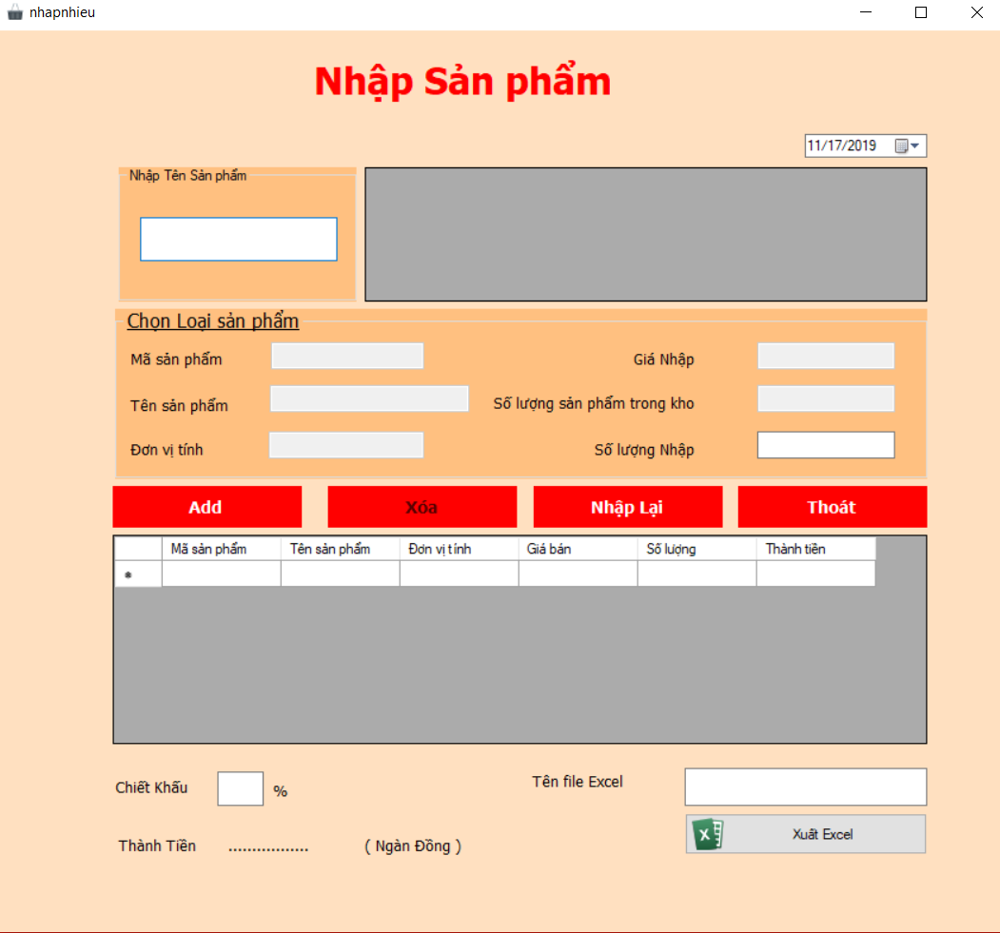 nhapnhieu
Nhập Sản phẩm
11/17/2019
Nhập Tên Sản phẩm
Chọn Loại sản phẩm
Mã sản phẩm
Giá Nhập
Tên sản phẩm
Số lượng sản phẩm trong kho
Đơn vị tính
Số lượng Nhập
Add
Xóa
Nhập Lại
Thoát
Mã sản phẩm Tên sản phẩm Đơn vị tính Giá bán Số lượng Thành tiền
*
Chiết Khấu %
Tên file Excel
Xuất Excel
Thành Tiền ................. ( Ngàn Đồng )